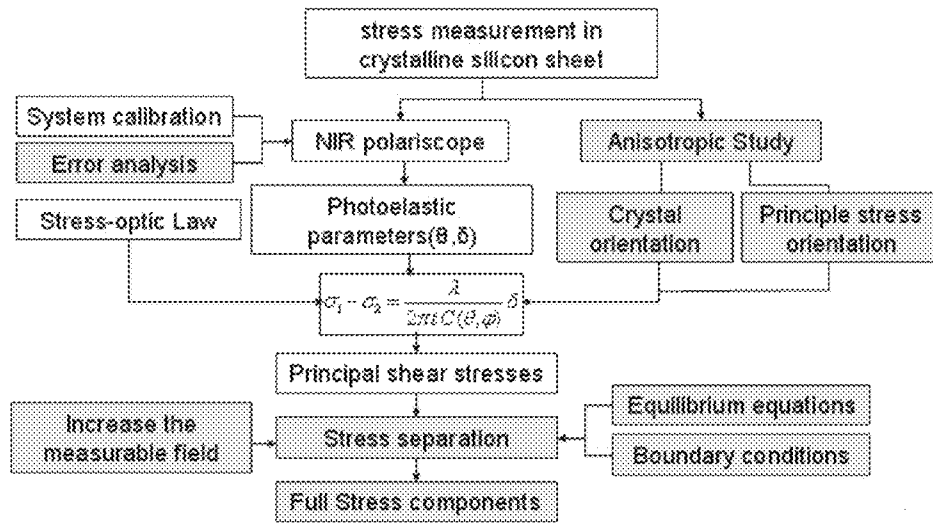 stress measurement in
crystalline silicon sheet
System calibration
Error analysis
NIR polariscope
Anisotropic Study
Stress-optic Law
Photoelastic
parameters(θ,δ)
Crystal
orientation
Principle stress
orientation
σ₁ − σ₂ = λ / 2πtC(θ,φ) δ
Principal shear stresses
Increase the
measurable field
Stress separation
Equilibrium equations
Boundary conditions
Full Stress components